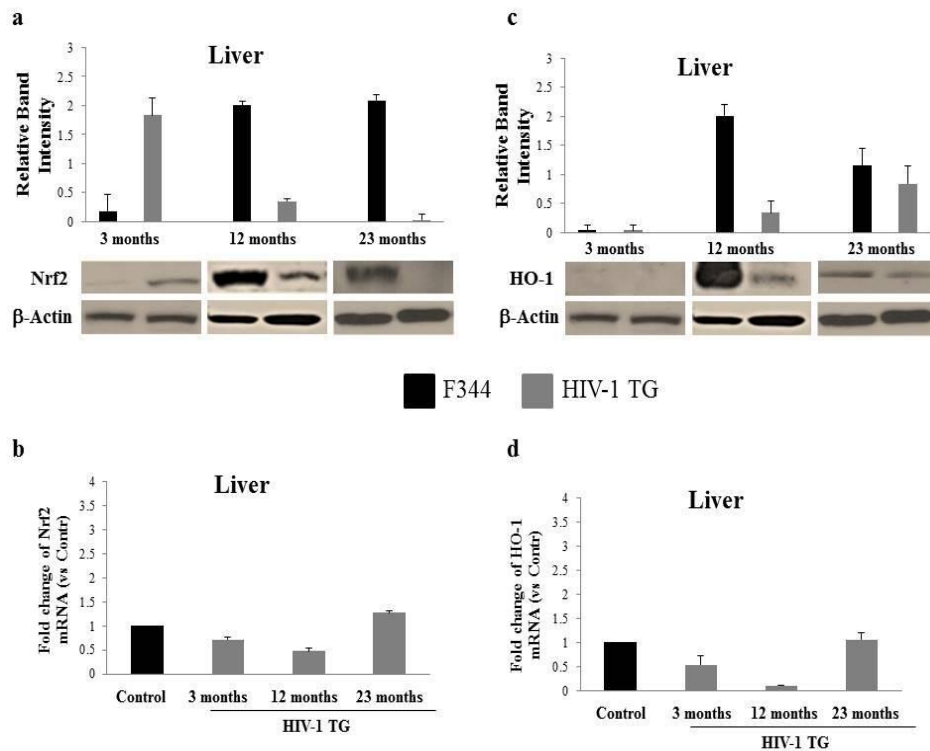 a
Liver
Relative Band
Intensity
3
2.5
2
1.5
1
0.5
0
3 months 12 months 23 months
Nrf2
β-Actin
c
Liver
Relative Band
Intensity
3
2.5
2
1.5
1
0.5
0
3 months 12 months 23 months
HO-1
β-Actin
F344 HIV-1 TG
b
Liver
Fold change of Nrf2
mRNA (vs Contr)
4
3.5
3
2.5
2
1.5
1
0.5
0
Control 3 months 12 months 23 months
HIV-1 TG
d
Liver
Fold change of HO-1
mRNA (vs Contr)
4
3.5
3
2.5
2
1.5
1
0.5
0
Control 3 months 12 months 23 months
HIV-1 TG